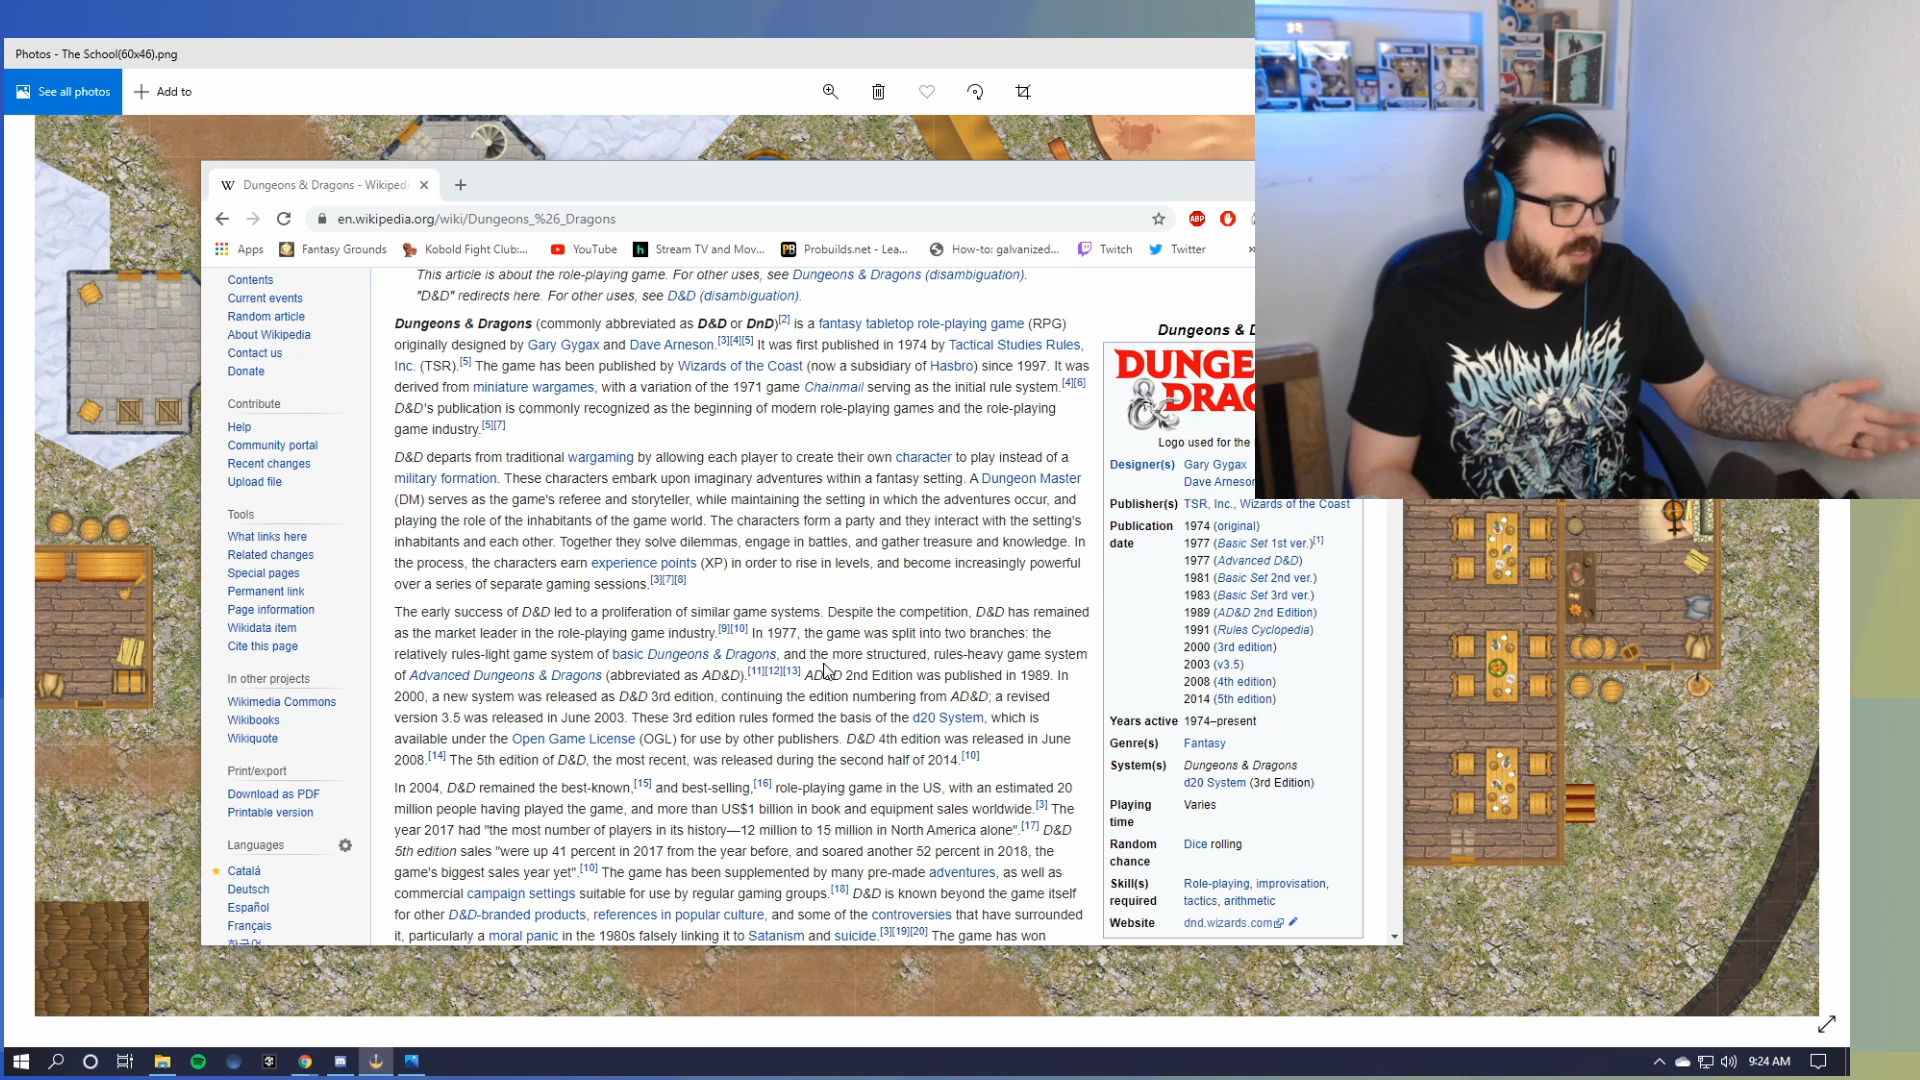 Photos - The School(60x46).png
See all photos
Add to
Dungeons & Dragons - Wikiped
en.wikipedia.org/wiki/Dungeons_%26_Dragons
ABP
Apps
Fantasy Grounds
Kobold Fight Club:...
YouTube
h
Stream TV and Mov...
PB
Probuilds.net - Lea...
How-to: galvanized...
Twitch
Twitter
»
Contents
Current events
Random article
About Wikipedia
Contact us
Donate
Contribute
Help
Community portal
Recent changes
Upload file
Tools
What links here
Related changes
Special pages
Permanent link
Page information
Wikidata item
Cite this page
In other projects
Wikimedia Commons
Wikibooks
Wikiquote
Print/export
Download as PDF
Printable version
Languages
Català
Deutsch
Español
Français
한국어
This article is about the role-playing game. For other uses, see Dungeons & Dragons (disambiguation).
"D&D" redirects here. For other uses, see D&D (disambiguation).
Dungeons & Dragons (commonly abbreviated as D&D or DnD)[2] is a fantasy tabletop role-playing game (RPG)
originally designed by Gary Gygax and Dave Arneson.[3][4][5] It was first published in 1974 by Tactical Studies Rules,
Inc. (TSR).[5] The game has been published by Wizards of the Coast (now a subsidiary of Hasbro) since 1997. It was
derived from miniature wargames, with a variation of the 1971 game Chainmail serving as the initial rule system.[4][6]
D&D's publication is commonly recognized as the beginning of modern role-playing games and the role-playing
game industry.[5][7]
D&D departs from traditional wargaming by allowing each player to create their own character to play instead of a
military formation. These characters embark upon imaginary adventures within a fantasy setting. A Dungeon Master
(DM) serves as the game's referee and storyteller, while maintaining the setting in which the adventures occur, and
playing the role of the inhabitants of the game world. The characters form a party and they interact with the setting's
inhabitants and each other. Together they solve dilemmas, engage in battles, and gather treasure and knowledge. In
the process, the characters earn experience points (XP) in order to rise in levels, and become increasingly powerful
over a series of separate gaming sessions.[3][7][8]
The early success of D&D led to a proliferation of similar game systems. Despite the competition, D&D has remained
as the market leader in the role-playing game industry.[9][10] In 1977, the game was split into two branches: the
relatively rules-light game system of basic Dungeons & Dragons, and the more structured, rules-heavy game system
of Advanced Dungeons & Dragons (abbreviated as AD&D).[11][12][13] AD&D 2nd Edition was published in 1989. In
2000, a new system was released as D&D 3rd edition, continuing the edition numbering from AD&D; a revised
version 3.5 was released in June 2003. These 3rd edition rules formed the basis of the d20 System, which is
available under the Open Game License (OGL) for use by other publishers. D&D 4th edition was released in June
2008.[14] The 5th edition of D&D, the most recent, was released during the second half of 2014.[10]
In 2004, D&D remained the best-known,[15] and best-selling,[16] role-playing game in the US, with an estimated 20
million people having played the game, and more than US$1 billion in book and equipment sales worldwide.[3] The
year 2017 had "the most number of players in its history—12 million to 15 million in North America alone".[17] D&D
5th edition sales "were up 41 percent in 2017 from the year before, and soared another 52 percent in 2018, the
game's biggest sales year yet".[10] The game has been supplemented by many pre-made adventures, as well as
commercial campaign settings suitable for use by regular gaming groups.[18] D&D is known beyond the game itself
for other D&D-branded products, references in popular culture, and some of the controversies that have surrounded
it, particularly a moral panic in the 1980s falsely linking it to Satanism and suicide.[3][19][20] The game has won
Dungeons & D
DUNGE
& DRAG
Logo used for the
Designer(s) Gary Gygax
Dave Arneson
Publisher(s) TSR, Inc., Wizards of the Coast
Publication date
1974 (original)
1977 (Basic Set 1st ver.)[1]
1977 (Advanced D&D)
1981 (Basic Set 2nd ver.)
1983 (Basic Set 3rd ver.)
1989 (AD&D 2nd Edition)
1991 (Rules Cyclopedia)
2000 (3rd edition)
2003 (v3.5)
2008 (4th edition)
2014 (5th edition)
Years active 1974–present
Genre(s) Fantasy
System(s) Dungeons & Dragons
d20 System (3rd Edition)
Playing time Varies
Random chance Dice rolling
Skill(s) required Role-playing, improvisation,
tactics, arithmetic
Website dnd.wizards.com
ORPHAN MAKER
9:24 AM